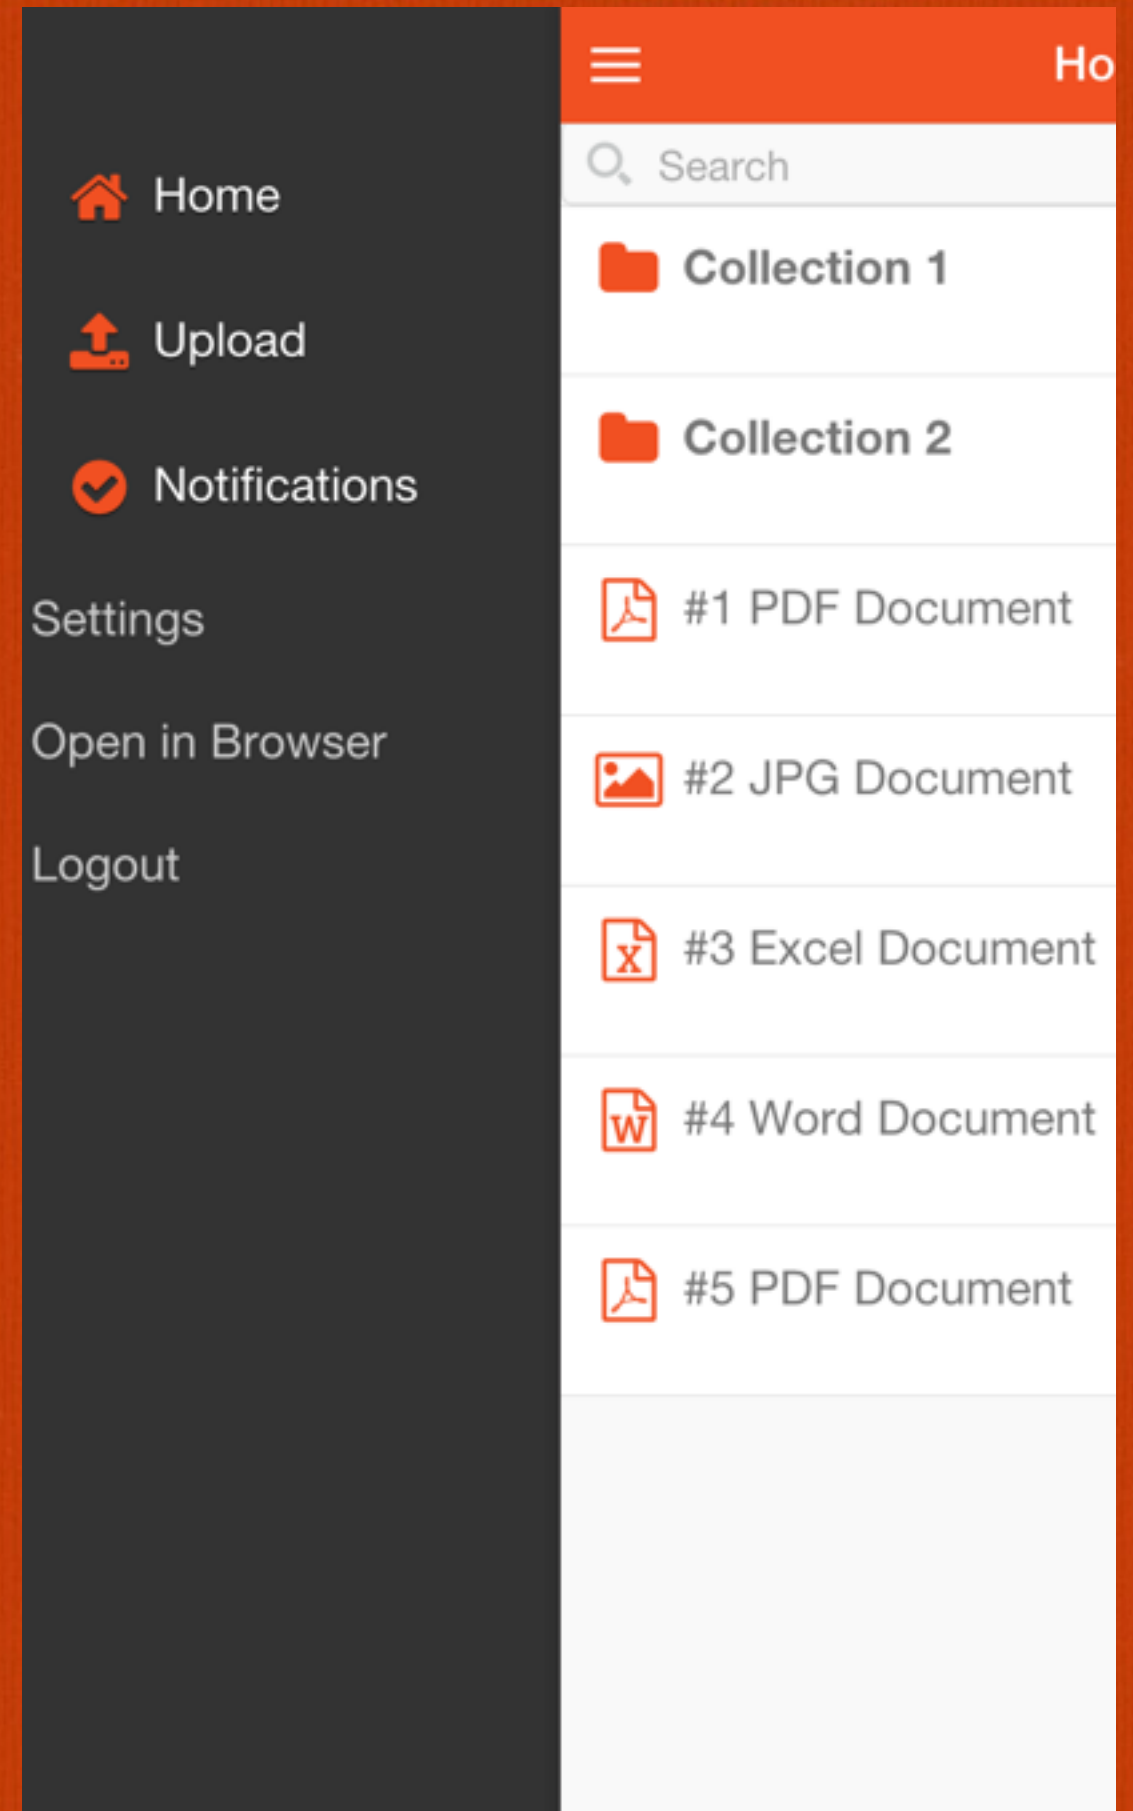 Home
Upload
Notifications
Settings
Open in Browser
Logout
Ho
Search
Collection 1
Collection 2
#1 PDF Document
#2 JPG Document
#3 Excel Document
#4 Word Document
#5 PDF Document